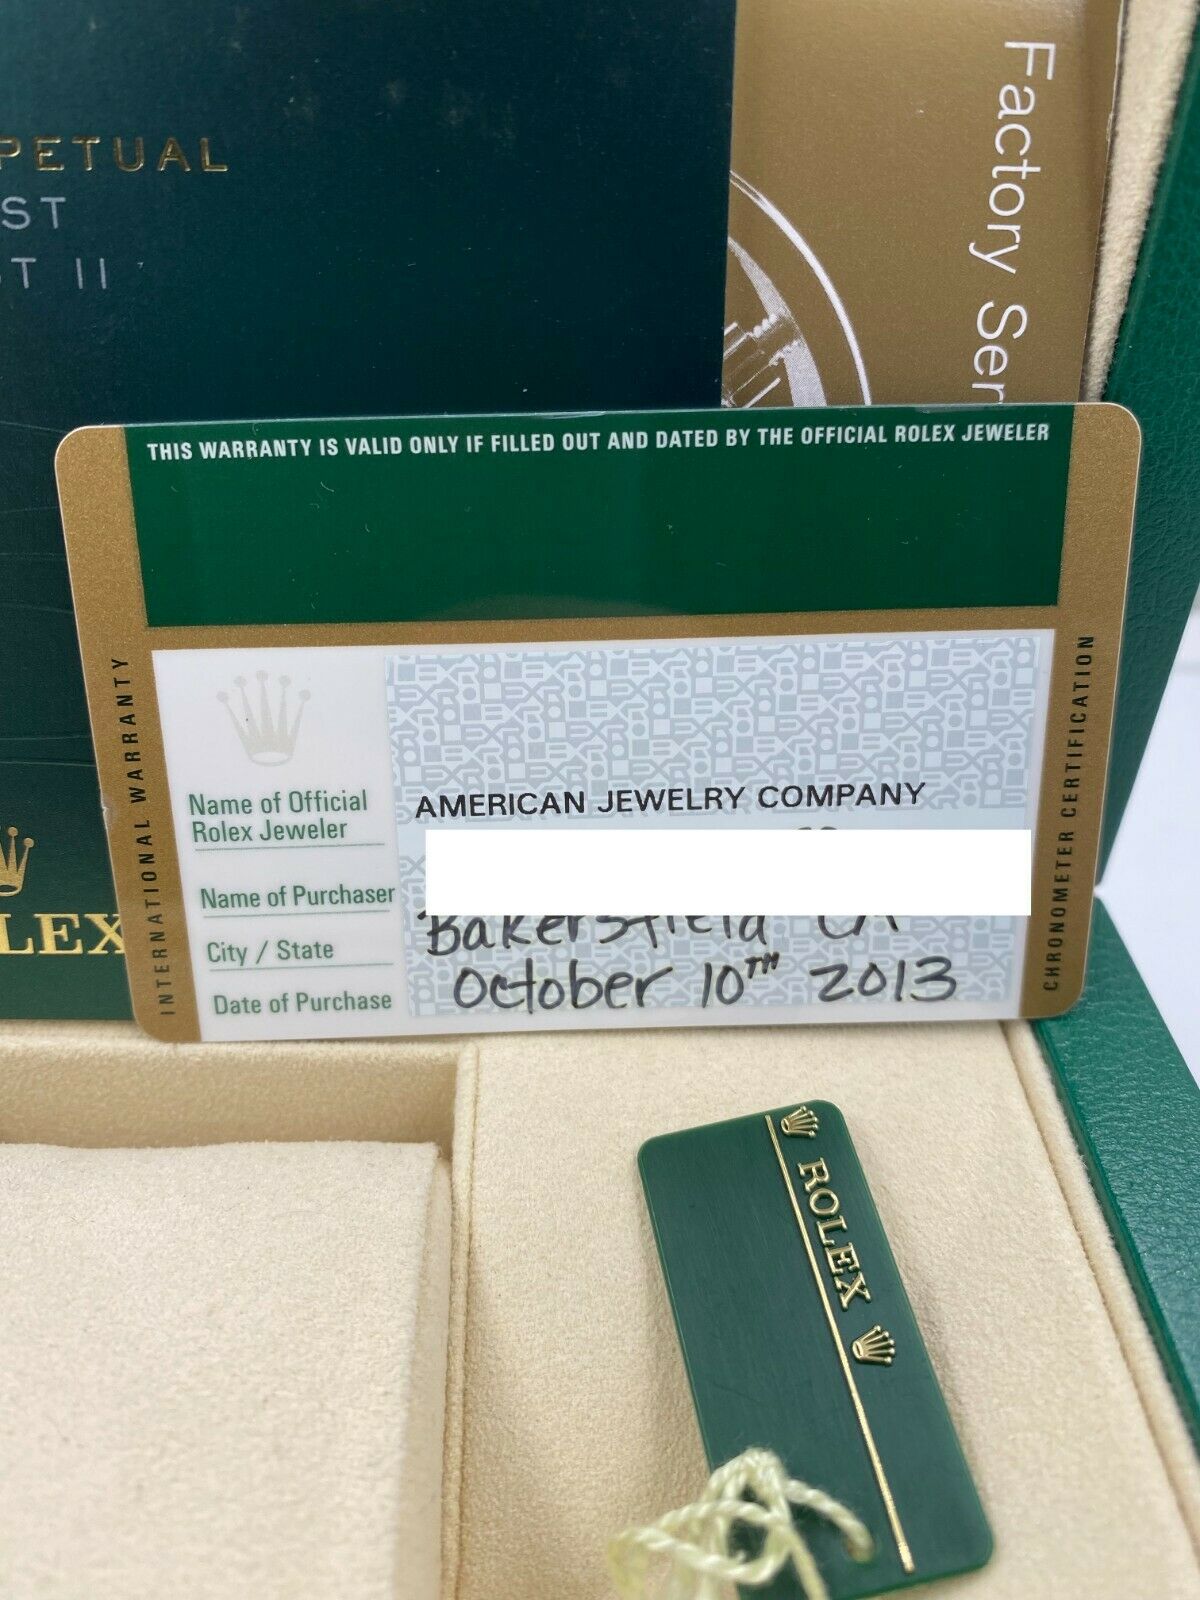 PETUAL
ST
T II
Factory Ser
THIS WARRANTY IS VALID ONLY IF FILLED OUT AND DATED BY THE OFFICIAL ROLEX JEWELER
INTERNATIONAL WARRANTY
CHRONOMETER CERTIFICATION
Name of Official
Rolex Jeweler
AMERICAN JEWELRY COMPANY
Name of Purchaser
City / State
Bakersfield CA
Date of Purchase
October 10TH 2013
LEX
ROLEX